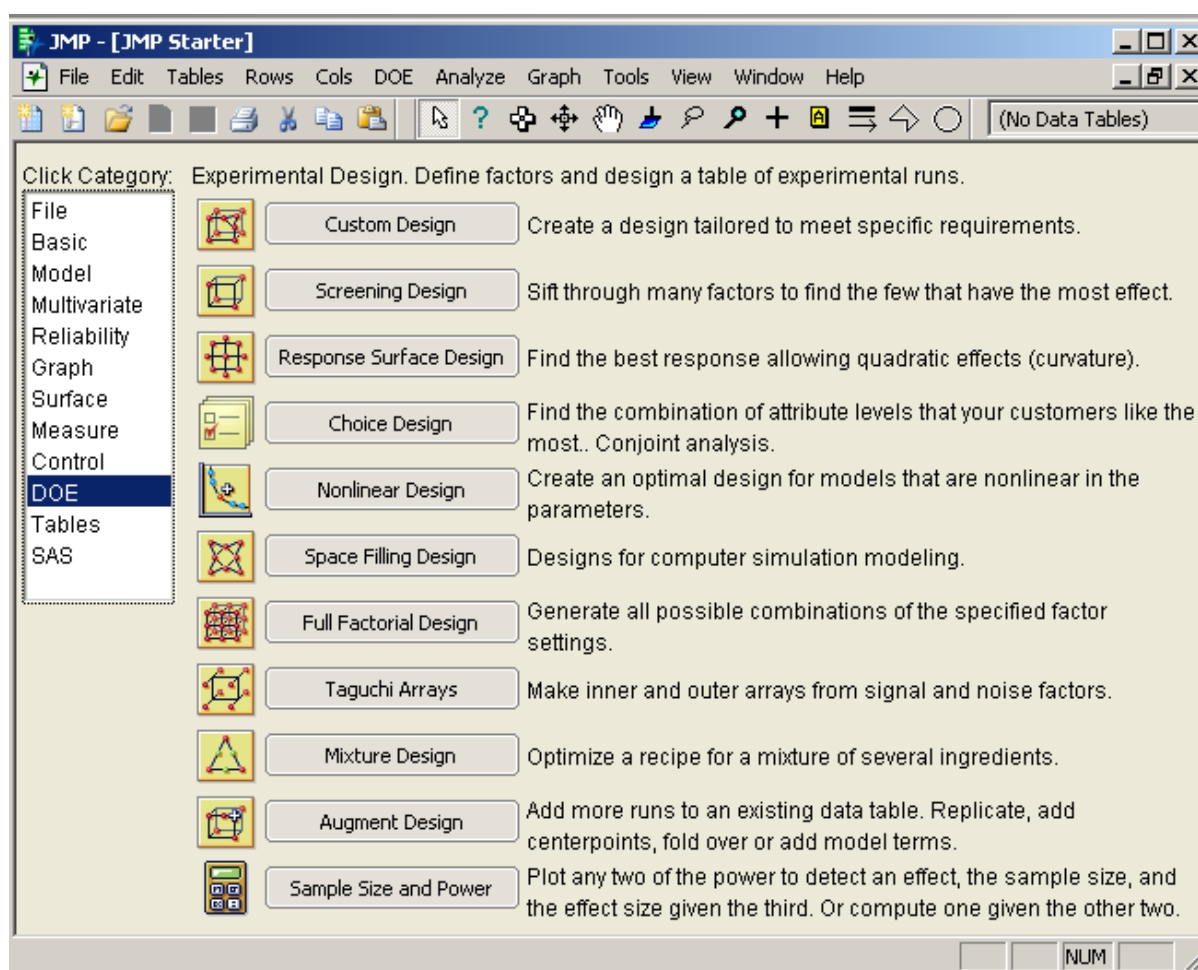 JMP - [JMP Starter]
File Edit Tables Rows Cols DOE Analyze Graph Tools View Window Help
(No Data Tables)
Click Category:
File
Basic
Model
Multivariate
Reliability
Graph
Surface
Measure
Control
DOE
Tables
SAS
Experimental Design. Define factors and design a table of experimental runs.
Custom Design
Create a design tailored to meet specific requirements.
Screening Design
Sift through many factors to find the few that have the most effect.
Response Surface Design
Find the best response allowing quadratic effects (curvature).
Choice Design
Find the combination of attribute levels that your customers like the
most.. Conjoint analysis.
Nonlinear Design
Create an optimal design for models that are nonlinear in the
parameters.
Space Filling Design
Designs for computer simulation modeling.
Full Factorial Design
Generate all possible combinations of the specified factor
settings.
Taguchi Arrays
Make inner and outer arrays from signal and noise factors.
Mixture Design
Optimize a recipe for a mixture of several ingredients.
Augment Design
Add more runs to an existing data table. Replicate, add
centerpoints, fold over or add model terms.
Sample Size and Power
Plot any two of the power to detect an effect, the sample size, and
the effect size given the third. Or compute one given the other two.
NUM